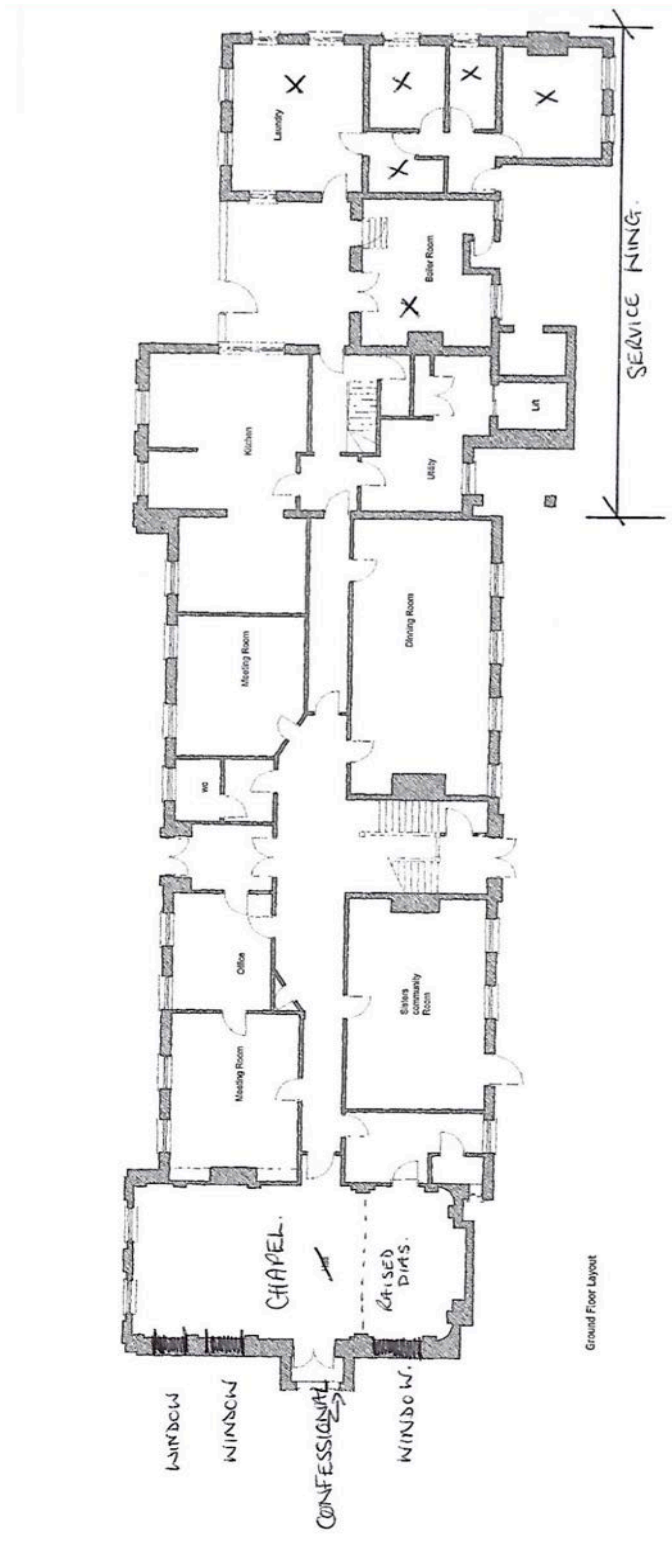 WINDOW
WINDOW
CONFESSIONAL
WINDOW.
CHAPEL.
RAISED
DIAS.
Meeting Room
Office
WC
Meeting Room
Kitchen
Laundry
Sisters
community
Room
Dinning Room
Utility
Boiler Room
Lift
SERVICE WING.
Ground Floor Layout